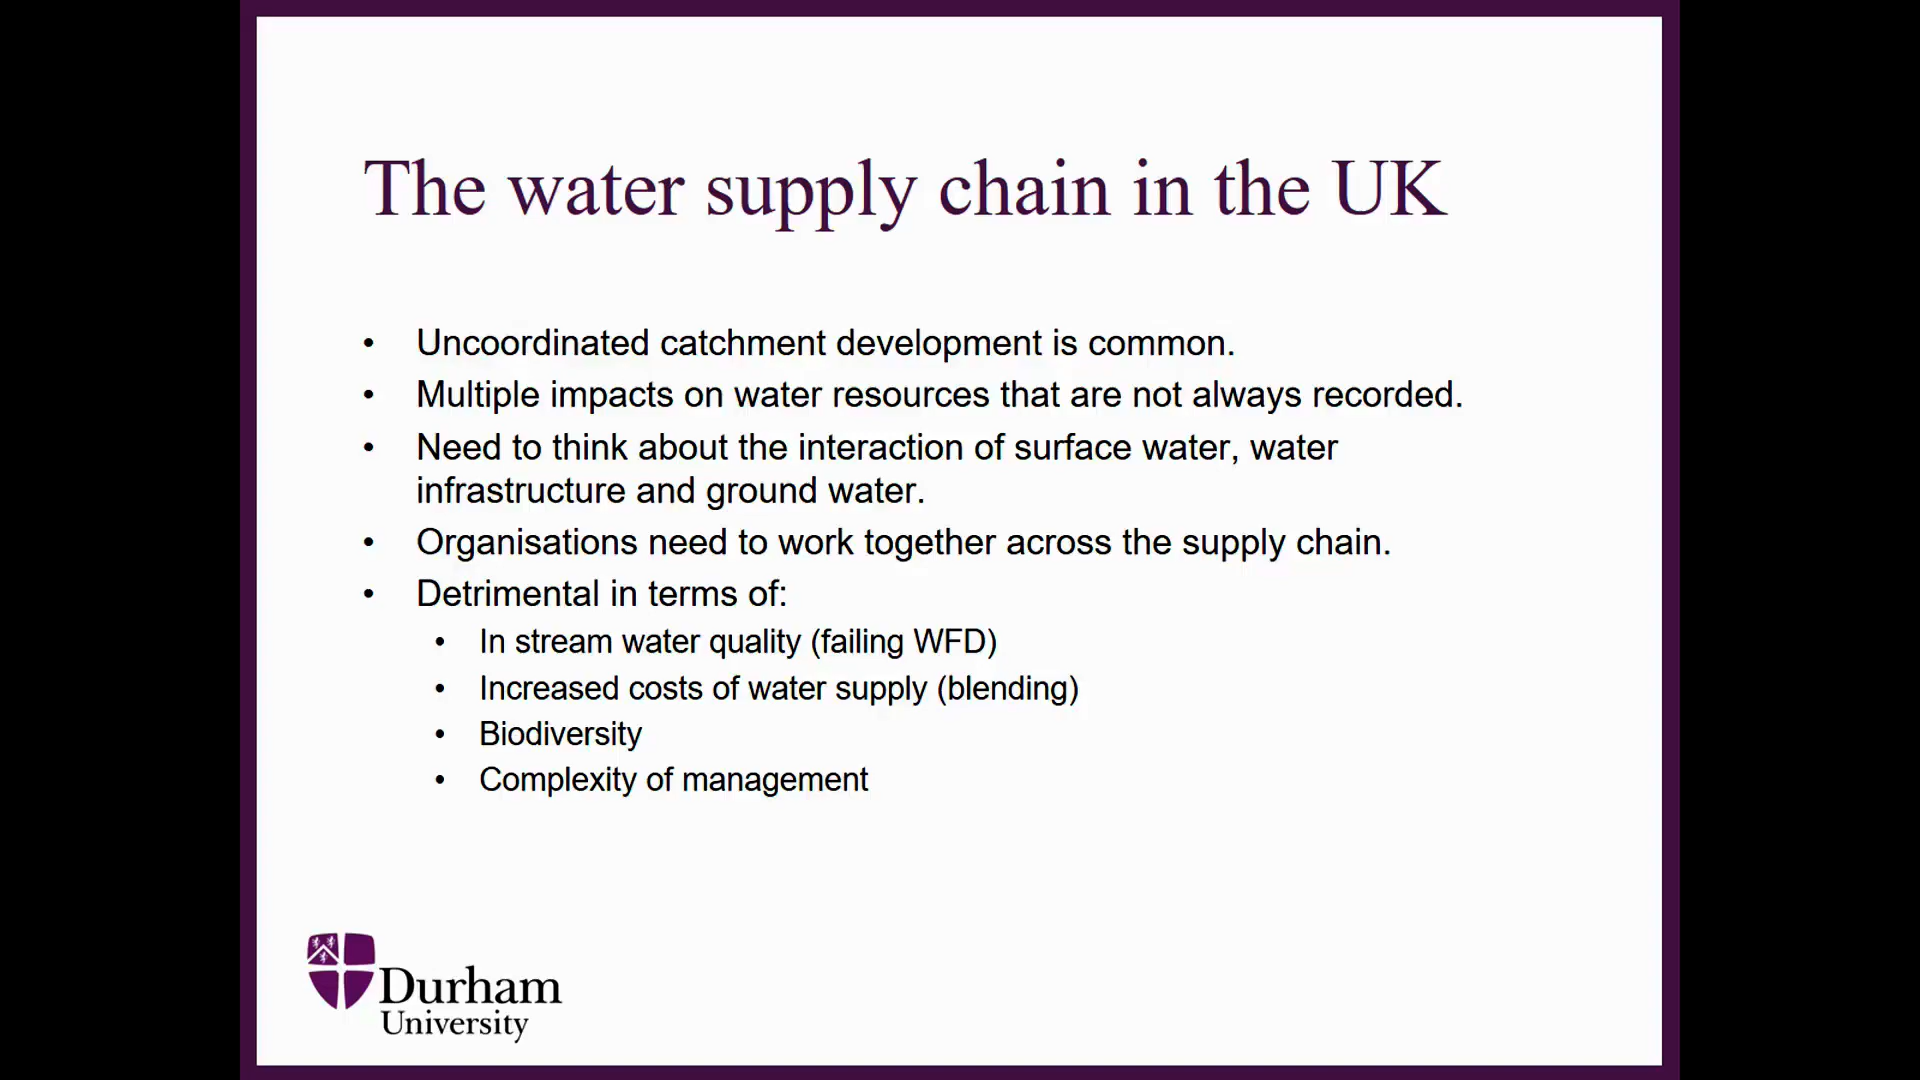 The water supply chain in the UK
• Uncoordinated catchment development is common.
• Multiple impacts on water resources that are not always recorded.
• Need to think about the interaction of surface water, water
infrastructure and ground water.
• Organisations need to work together across the supply chain.
• Detrimental in terms of:
• In stream water quality (failing WFD)
• Increased costs of water supply (blending)
• Biodiversity
• Complexity of management
Durham
University